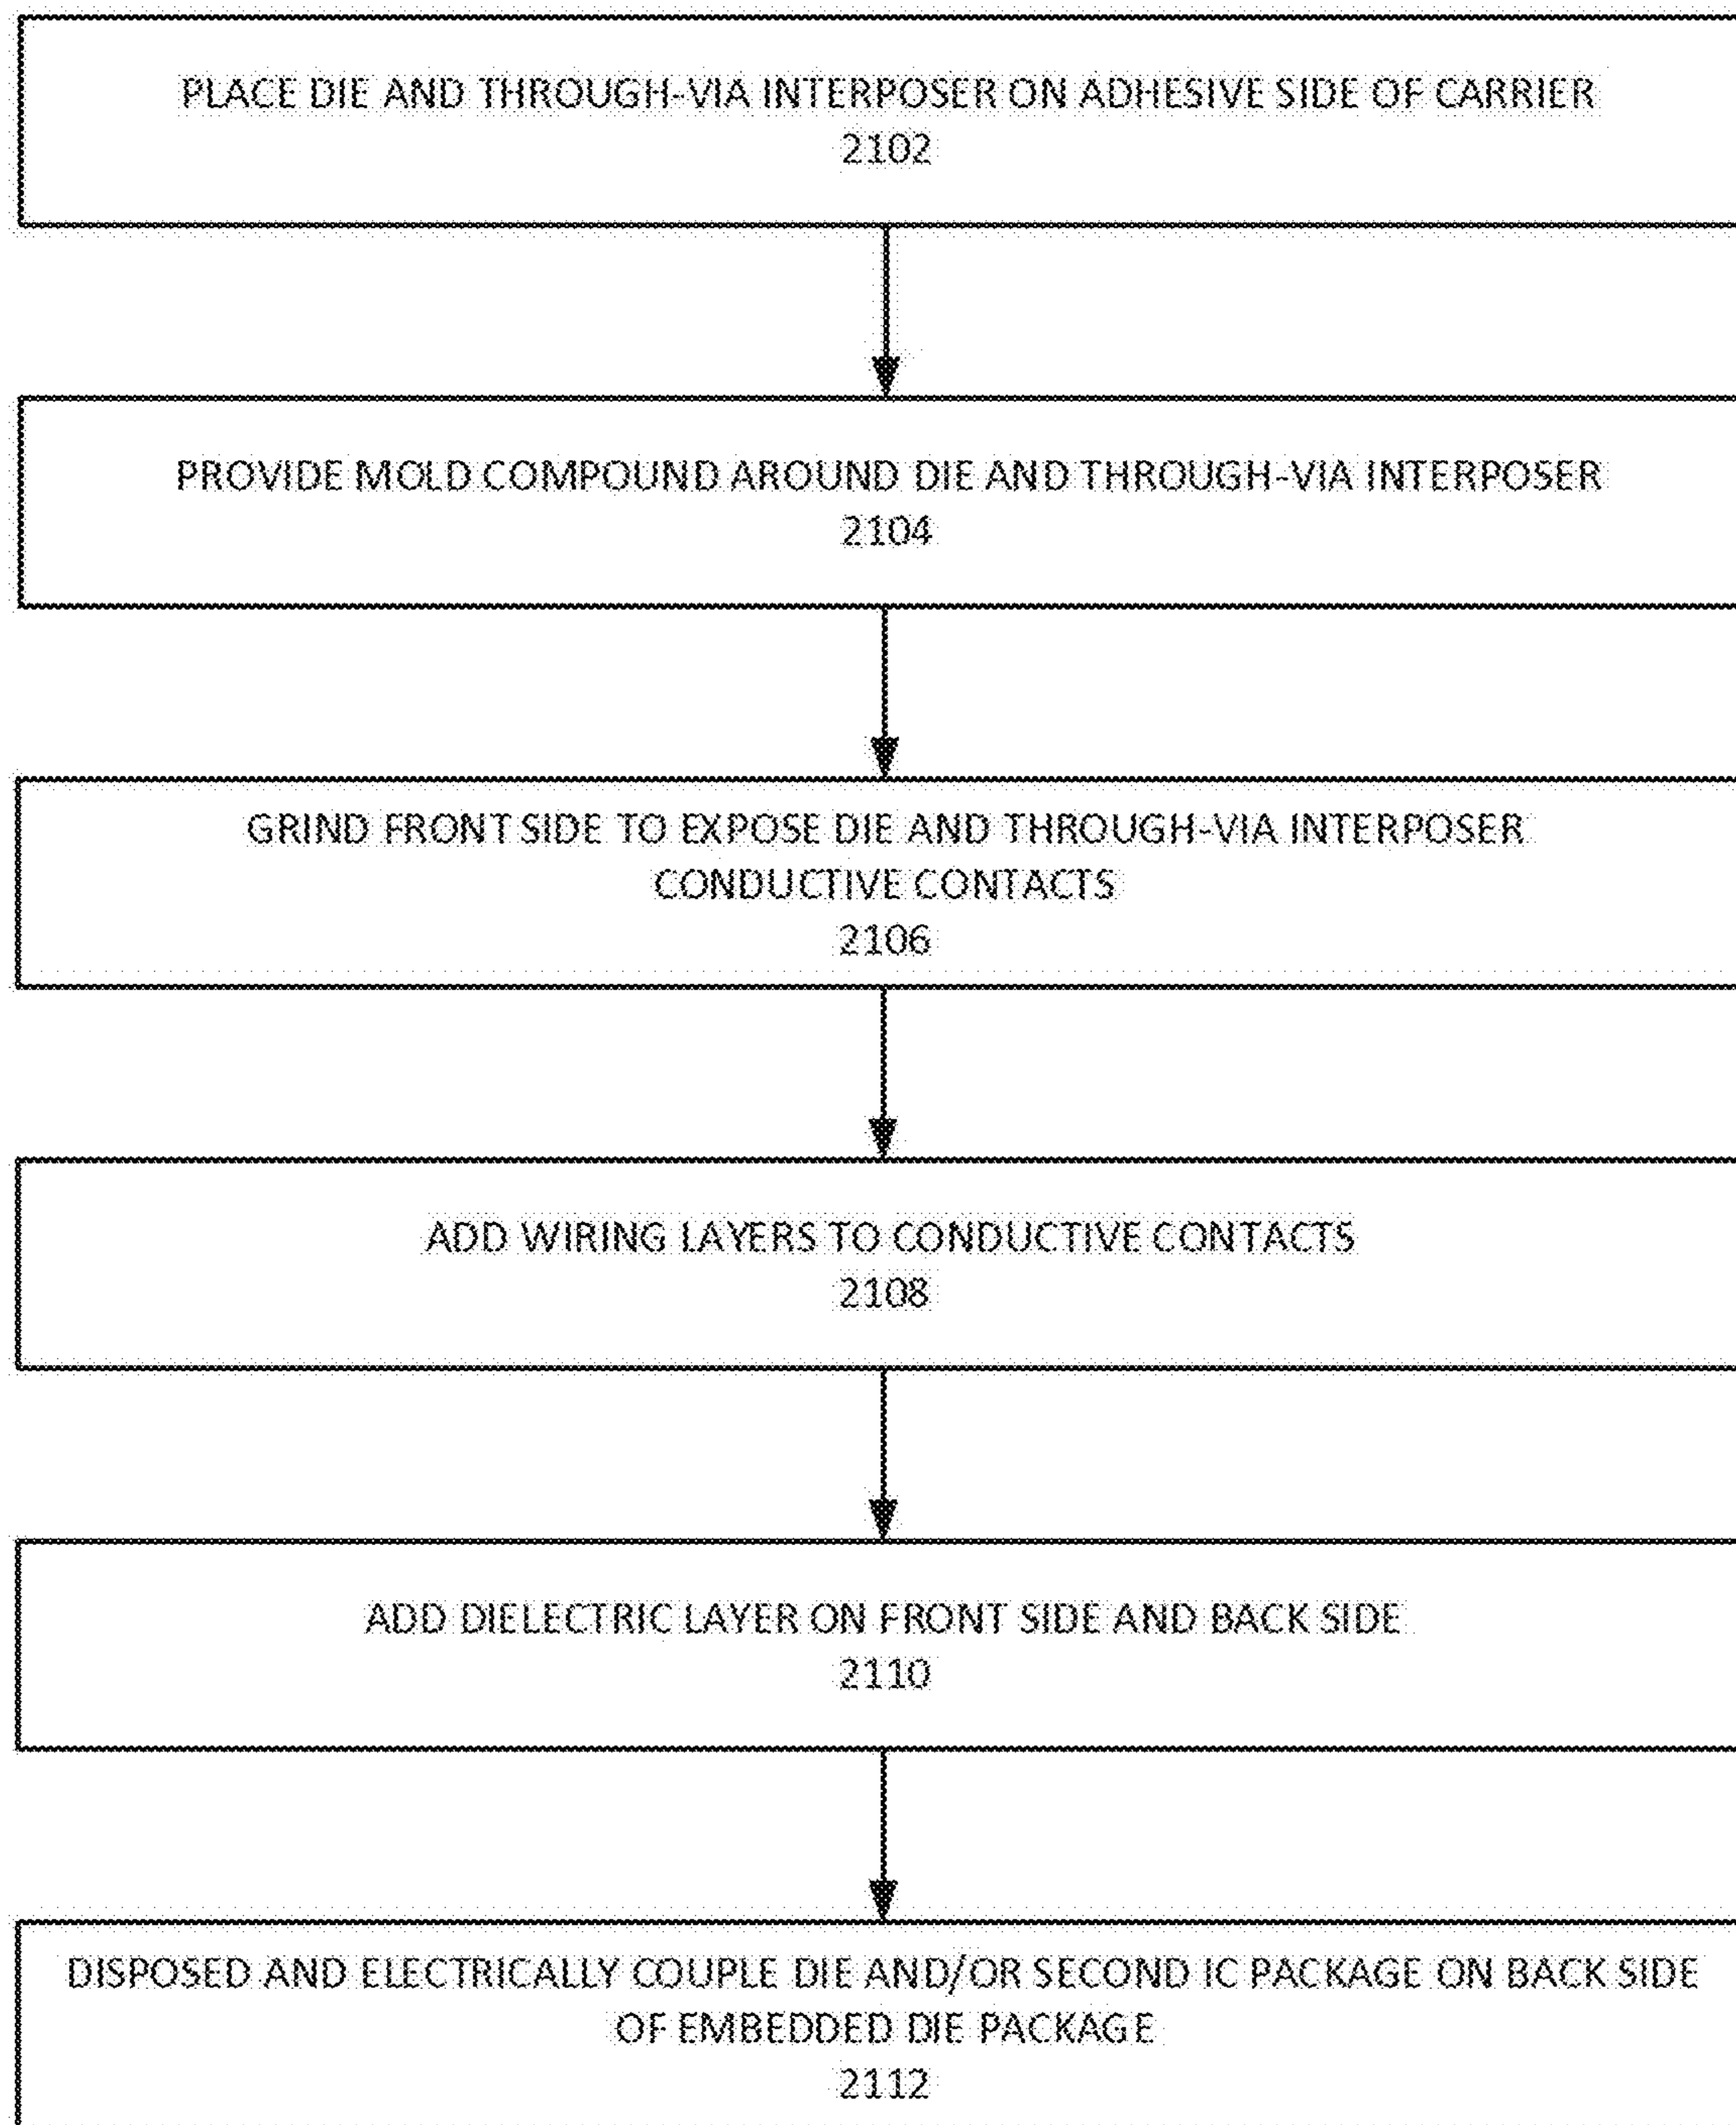 PLACE DIE AND THROUGH-VIA INTERPOSER ON ADHESIVE SIDE OF CARRIER
2102
PROVIDE MOLD COMPOUND AROUND DIE AND THROUGH-VIA INTERPOSER
2104
GRIND FRONT SIDE TO EXPOSE DIE AND THROUGH-VIA INTERPOSER
CONDUCTIVE CONTACTS
2106
ADD WIRING LAYERS TO CONDUCTIVE CONTACTS
2108
ADD DIELECTRIC LAYER ON FRONT SIDE AND BACK SIDE
2110
DISPOSED AND ELECTRICALLY COUPLE DIE AND/OR SECOND IC PACKAGE ON BACK SIDE
OF EMBEDDED DIE PACKAGE
2112